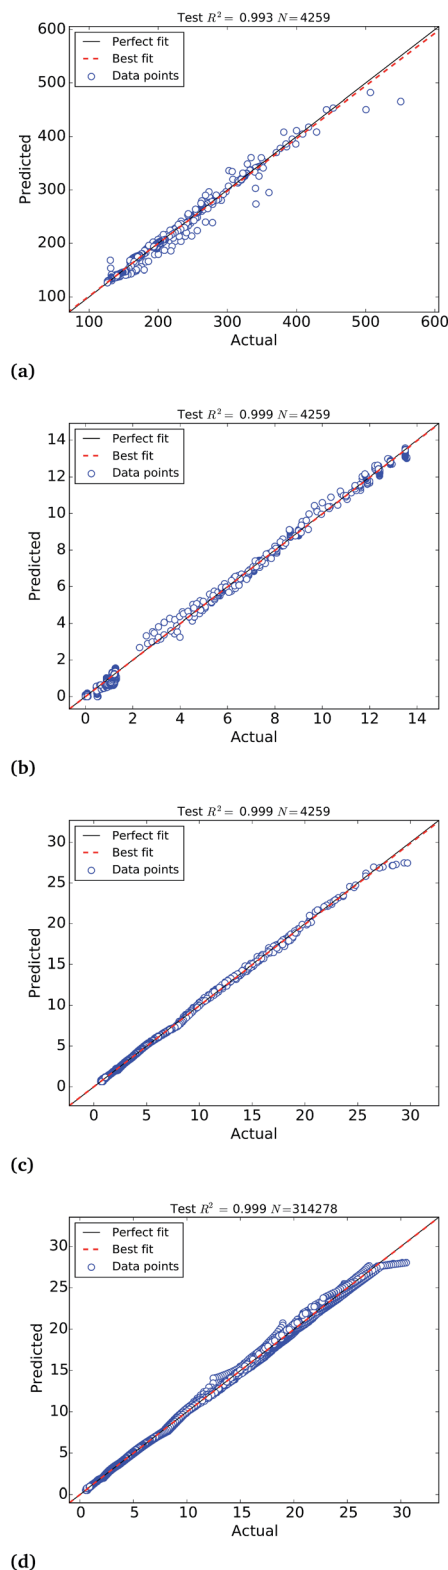 Test R² = 0.993 N=4259
Perfect fit
Best fit
Data points
600
500
400
300
200
100
Predicted
100 200 300 400 500 600
Actual
(a)
Test R² = 0.999 N=4259
Perfect fit
Best fit
Data points
14
12
10
8
6
4
2
0
Predicted
0 2 4 6 8 10 12 14
Actual
(b)
Test R² = 0.999 N=4259
Perfect fit
Best fit
Data points
30
25
20
15
10
5
0
Predicted
0 5 10 15 20 25 30
Actual
(c)
Test R² = 0.999 N=314278
Perfect fit
Best fit
Data points
30
25
20
15
10
5
0
Predicted
0 5 10 15 20 25 30
Actual
(d)